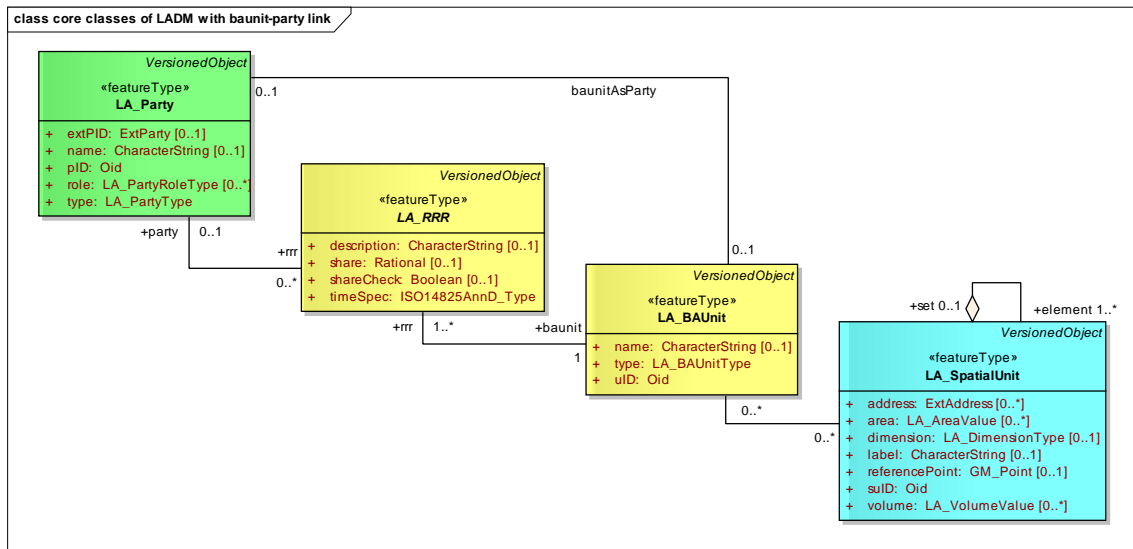 class core classes of LADM with baunit-party link
VersionedObject
«featureType»
LA_Party
+ extPID: ExtParty [0..1]
+ name: CharacterString [0..1]
+ pID: Oid
+ role: LA_PartyRoleType [0..*]
+ type: LA_PartyType
0..1
baunitAsParty
0..1
+party 0..1
+rrr
0..*
VersionedObject
«featureType»
LA_RRR
+ description: CharacterString [0..1]
+ share: Rational [0..1]
+ shareCheck: Boolean [0..1]
+ timeSpec: ISO14825AnnD_Type
+rrr 1..*
+baunit
1
VersionedObject
«featureType»
LA_BAUnit
+ name: CharacterString [0..1]
+ type: LA_BAUnitType
+ uID: Oid
0..*
0..*
+set 0..1
+element 1..*
VersionedObject
«featureType»
LA_SpatialUnit
+ address: ExtAddress [0..*]
+ area: LA_AreaValue [0..*]
+ dimension: LA_DimensionType [0..1]
+ label: CharacterString [0..1]
+ referencePoint: GM_Point [0..1]
+ suID: Oid
+ volume: LA_VolumeValue [0..*]